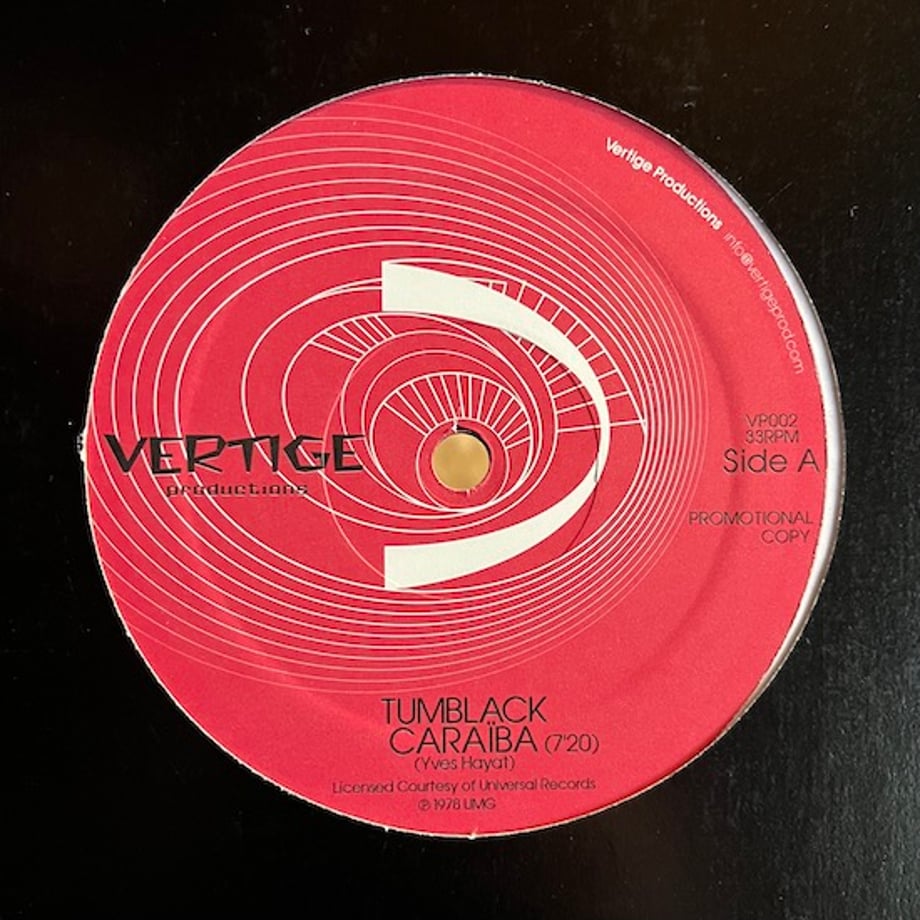 Vertige Productions info@vertigeprod.com
VERTIGE
productions
VP002
33RPM
Side A
PROMOTIONAL
COPY
TUMBLACK
CARAÏBA (7'20)
(Yves Hayat)
Licensed Courtesy of Universal Records
℗ 1978 UMG